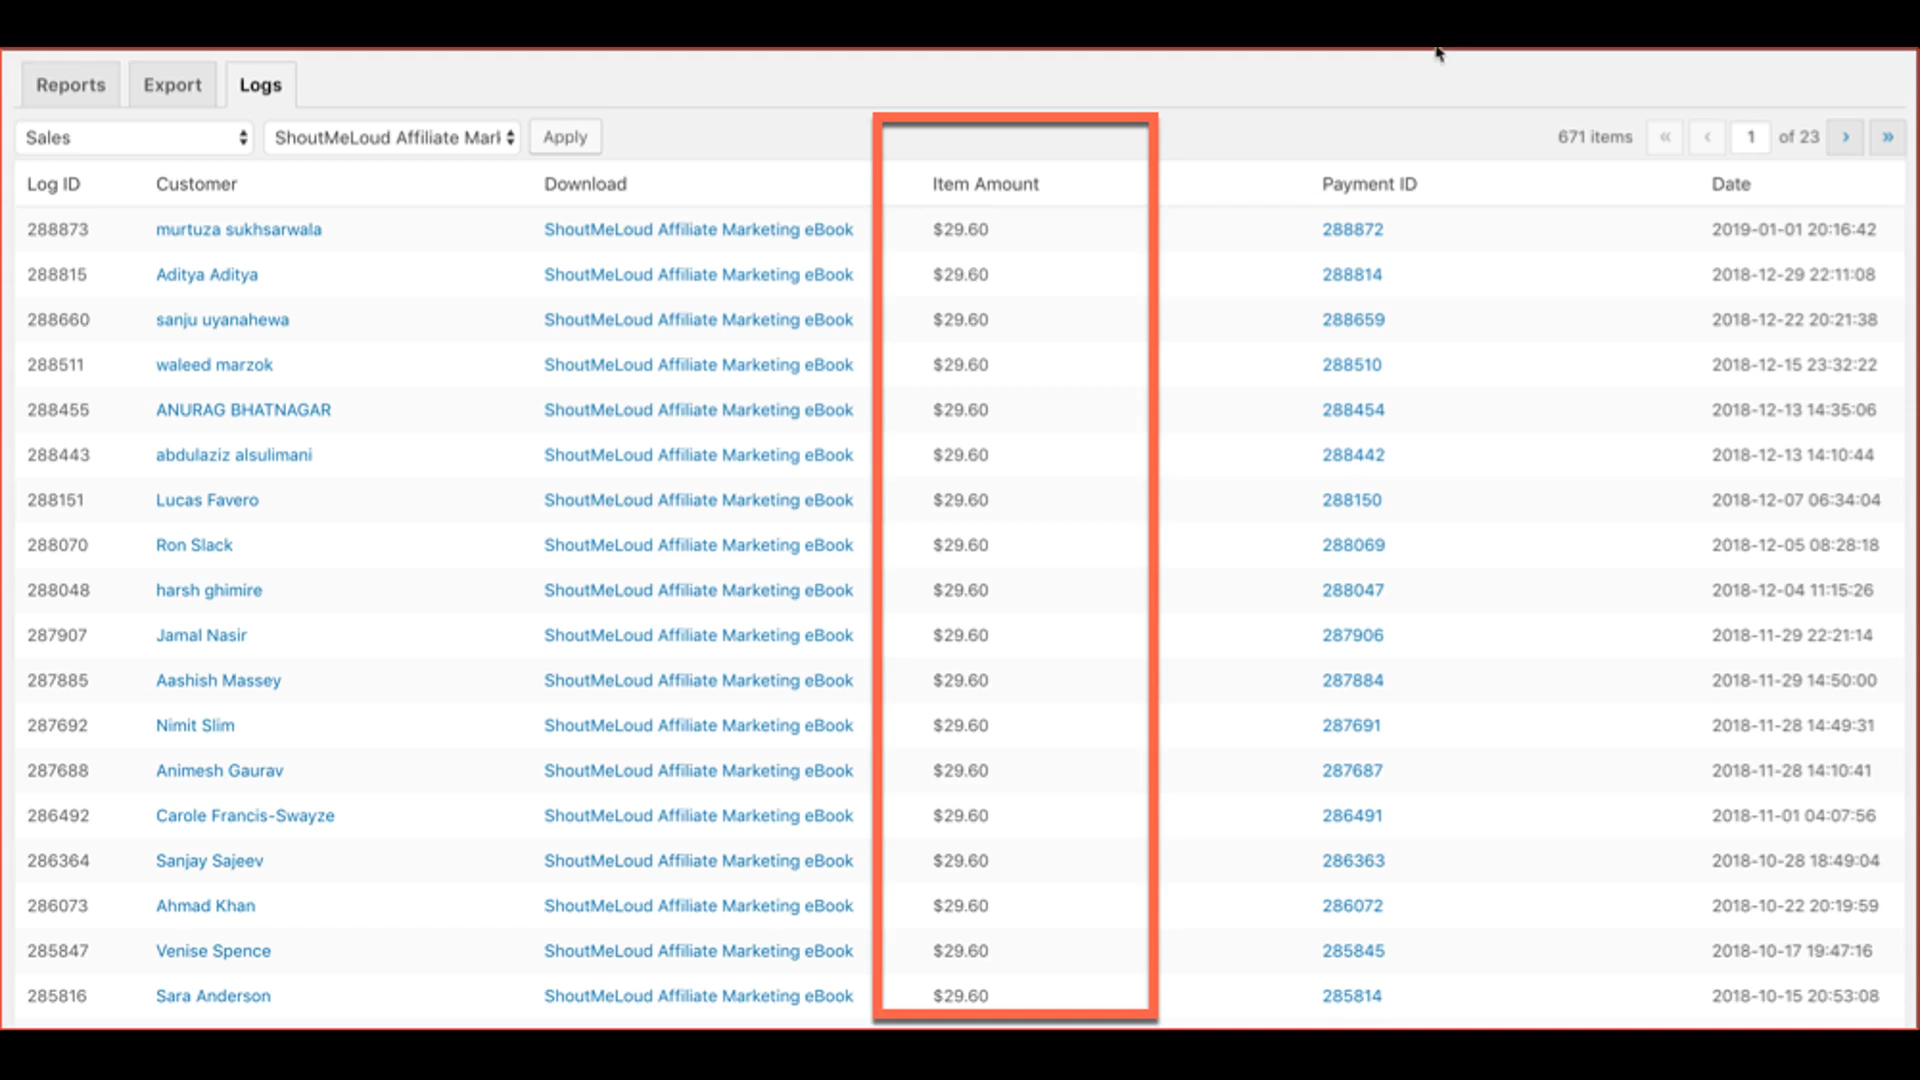 Reports Export Logs
Sales ShoutMeLoud Affiliate Marl Apply 671 items « ‹ 1 of 23 › »
Log ID Customer Download Item Amount Payment ID Date
288873 murtuza sukhsarwala ShoutMeLoud Affiliate Marketing eBook $29.60 288872 2019-01-01 20:16:42
288815 Aditya Aditya ShoutMeLoud Affiliate Marketing eBook $29.60 288814 2018-12-29 22:11:08
288660 sanju uyanahewa ShoutMeLoud Affiliate Marketing eBook $29.60 288659 2018-12-22 20:21:38
288511 waleed marzok ShoutMeLoud Affiliate Marketing eBook $29.60 288510 2018-12-15 23:32:22
288455 ANURAG BHATNAGAR ShoutMeLoud Affiliate Marketing eBook $29.60 288454 2018-12-13 14:35:06
288443 abdulaziz alsulimani ShoutMeLoud Affiliate Marketing eBook $29.60 288442 2018-12-13 14:10:44
288151 Lucas Favero ShoutMeLoud Affiliate Marketing eBook $29.60 288150 2018-12-07 06:34:04
288070 Ron Slack ShoutMeLoud Affiliate Marketing eBook $29.60 288069 2018-12-05 08:28:18
288048 harsh ghimire ShoutMeLoud Affiliate Marketing eBook $29.60 288047 2018-12-04 11:15:26
287907 Jamal Nasir ShoutMeLoud Affiliate Marketing eBook $29.60 287906 2018-11-29 22:21:14
287885 Aashish Massey ShoutMeLoud Affiliate Marketing eBook $29.60 287884 2018-11-29 14:50:00
287692 Nimit Slim ShoutMeLoud Affiliate Marketing eBook $29.60 287691 2018-11-28 14:49:31
287688 Animesh Gaurav ShoutMeLoud Affiliate Marketing eBook $29.60 287687 2018-11-28 14:10:41
286492 Carole Francis-Swayze ShoutMeLoud Affiliate Marketing eBook $29.60 286491 2018-11-01 04:07:56
286364 Sanjay Sajeev ShoutMeLoud Affiliate Marketing eBook $29.60 286363 2018-10-28 18:49:04
286073 Ahmad Khan ShoutMeLoud Affiliate Marketing eBook $29.60 286072 2018-10-22 20:19:59
285847 Venise Spence ShoutMeLoud Affiliate Marketing eBook $29.60 285845 2018-10-17 19:47:16
285816 Sara Anderson ShoutMeLoud Affiliate Marketing eBook $29.60 285814 2018-10-15 20:53:08